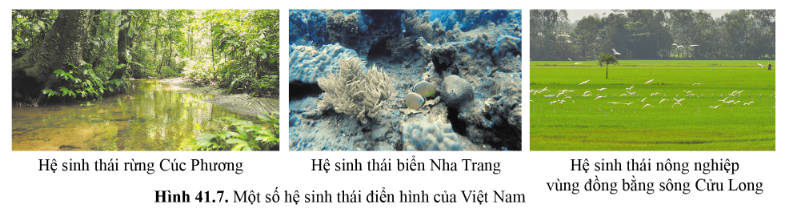 Hệ sinh thái rừng Cúc Phương
Hệ sinh thái biển Nha Trang
Hệ sinh thái nông nghiệp
vùng đồng bằng sông Cửu Long
Hình 41.7. Một số hệ sinh thái điển hình của Việt Nam